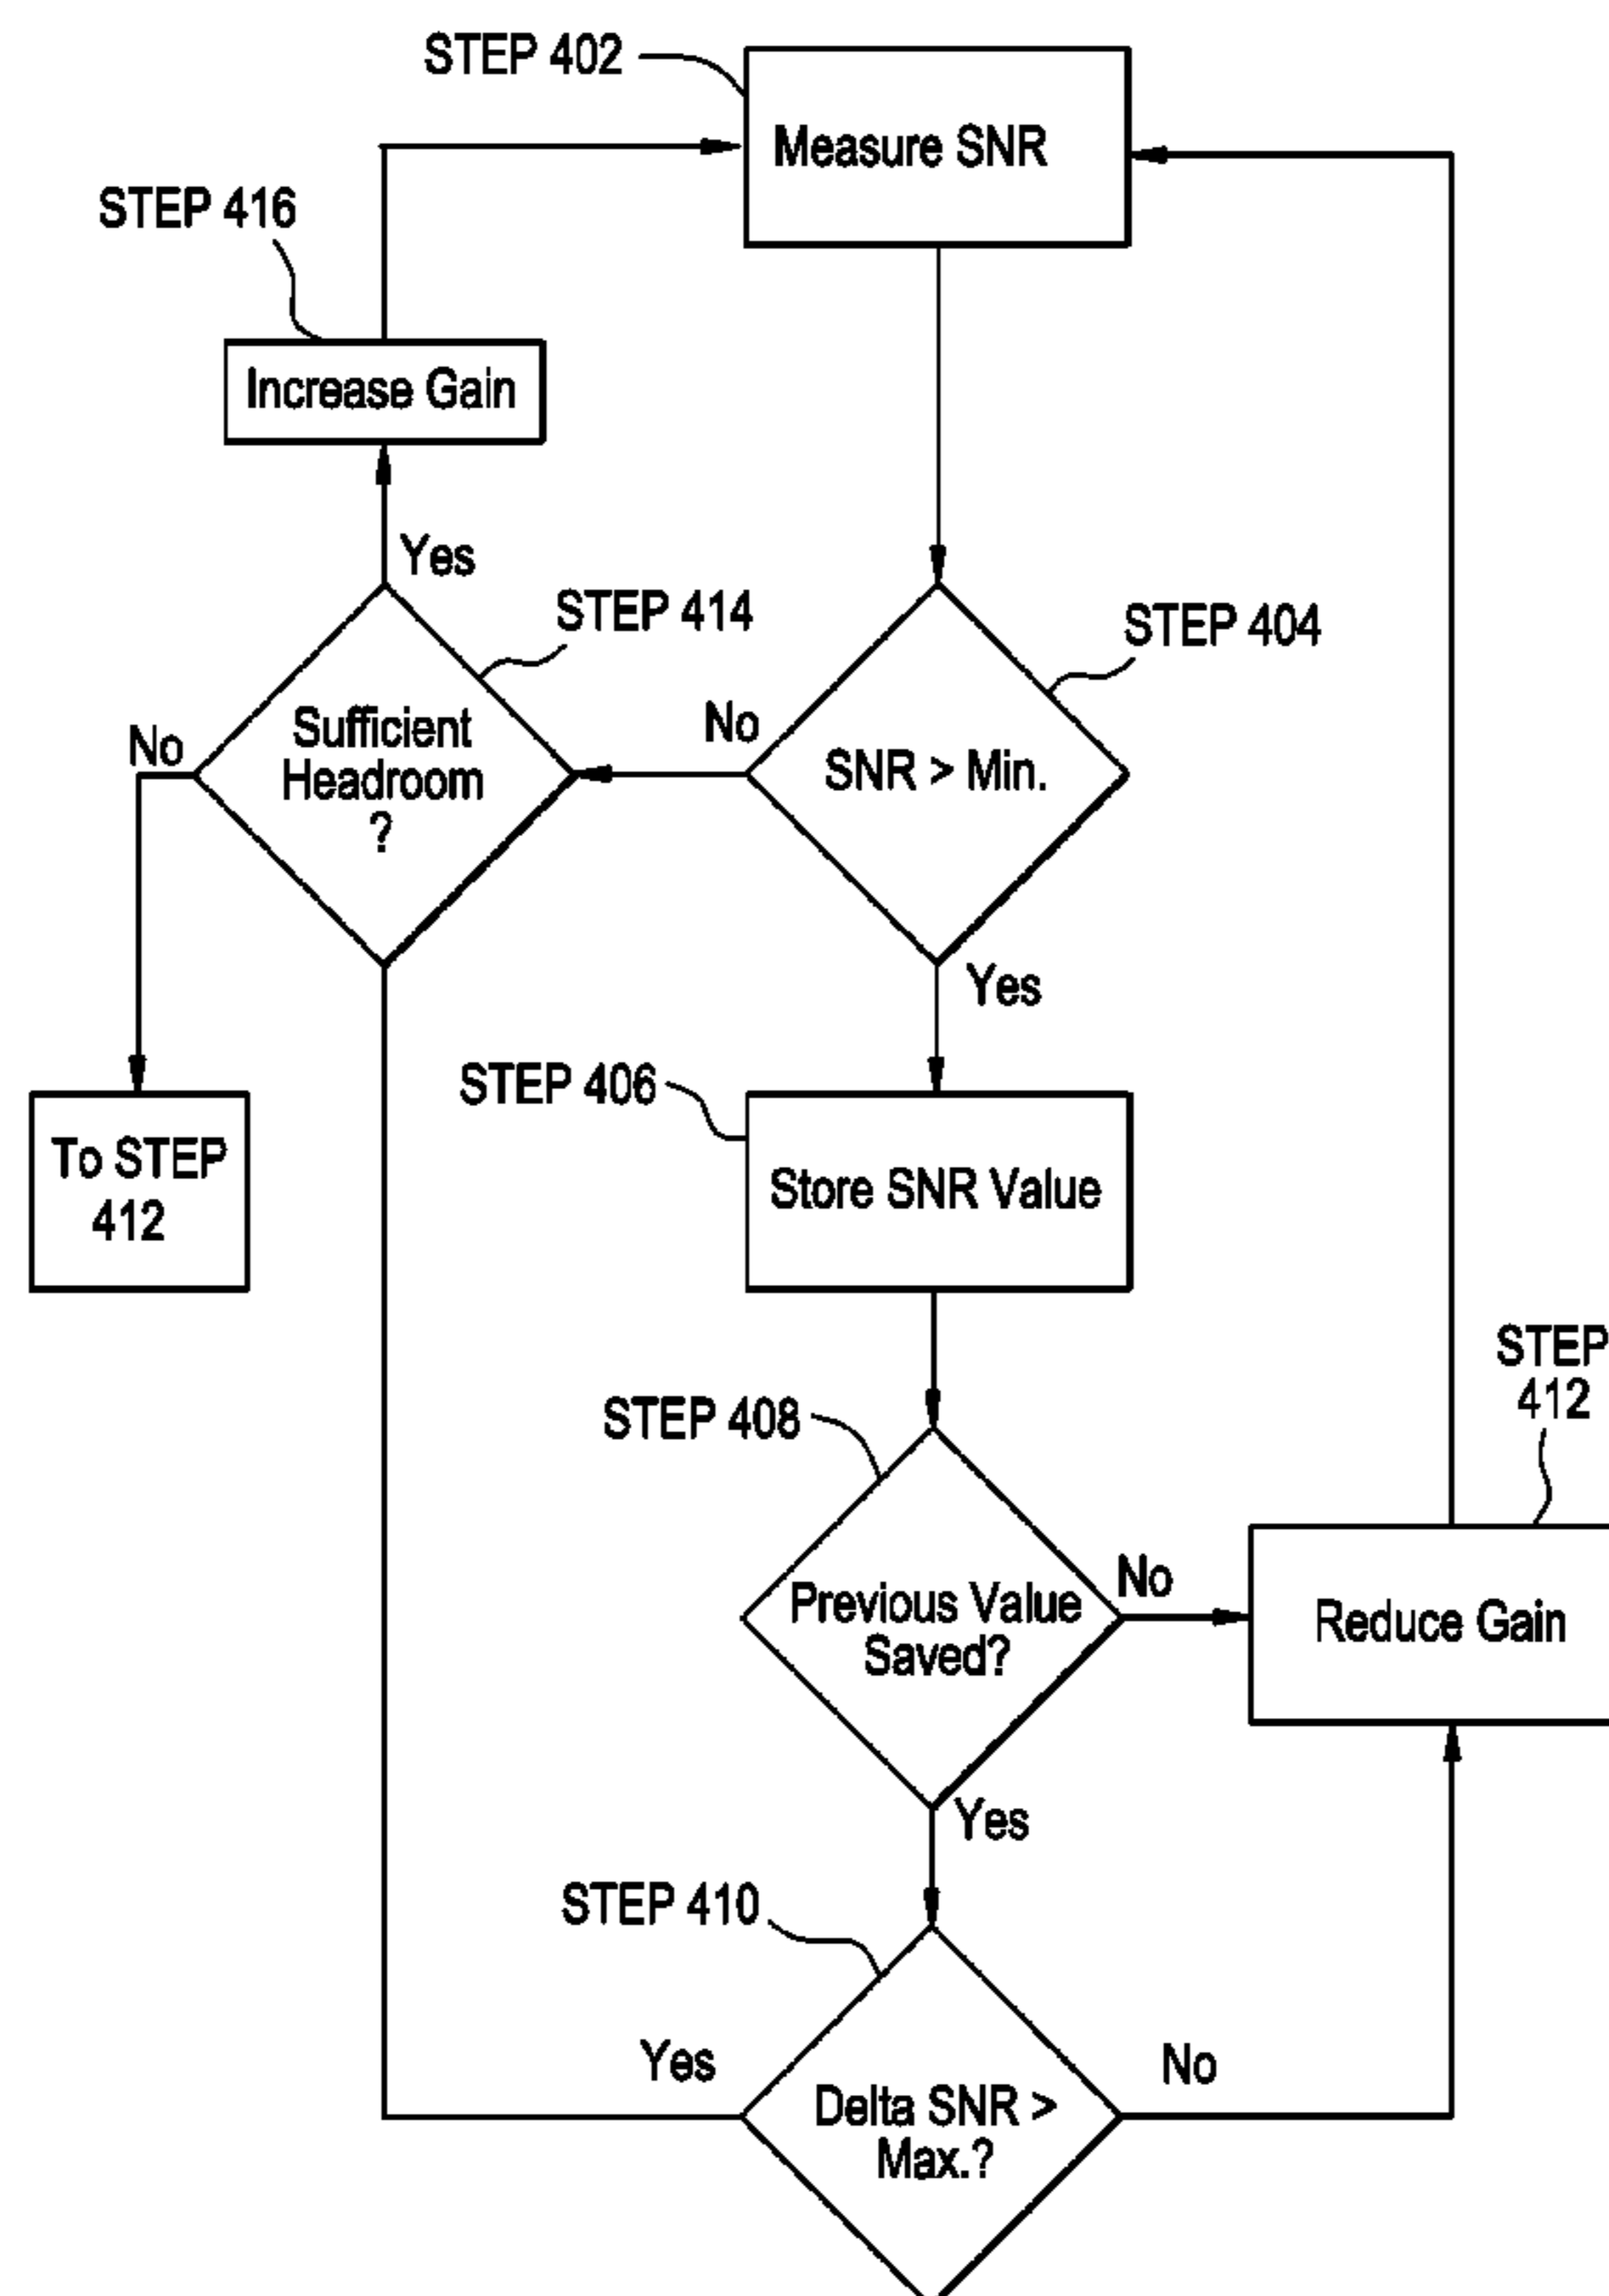 STEP 402
Measure SNR
STEP 416
Increase Gain
Yes
STEP 414
STEP 404
No
Sufficient
Headroom
?
No
SNR > Min.
Yes
STEP 406
To STEP
412
Store SNR Value
STEP
412
STEP 408
No
Previous Value
Saved?
Reduce Gain
Yes
STEP 410
Yes
No
Delta SNR >
Max.?